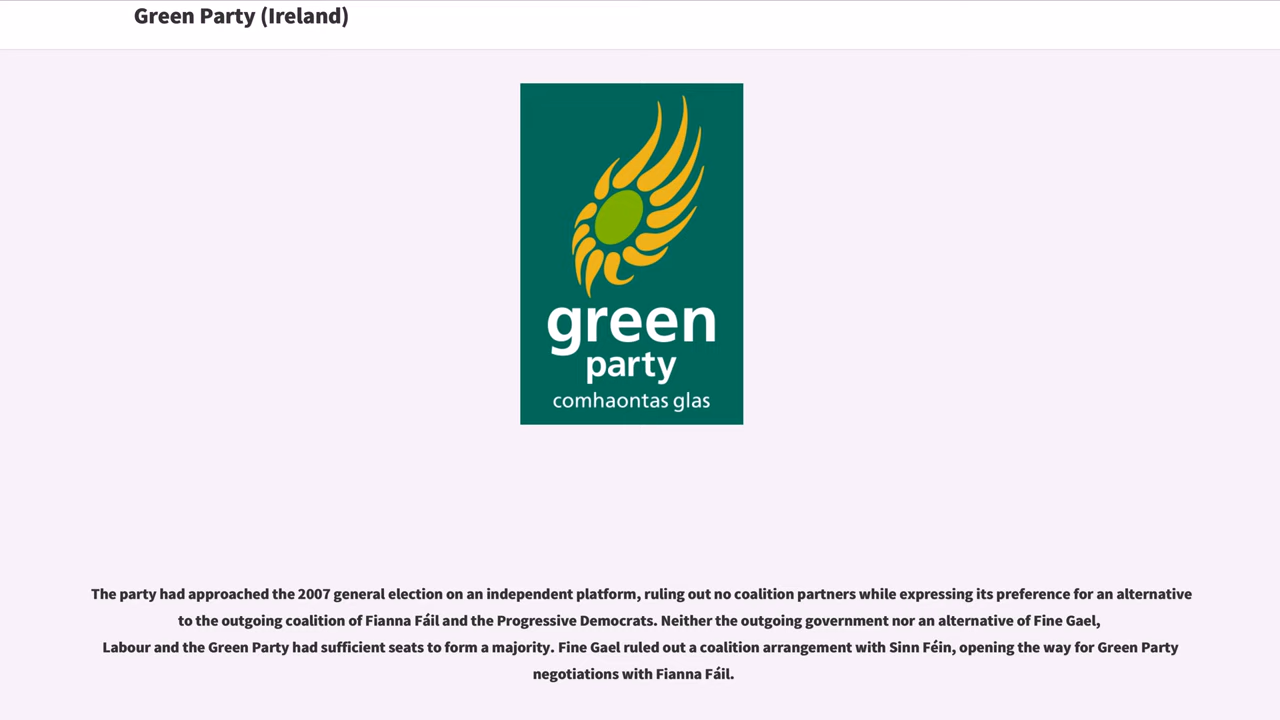 Green Party (Ireland)
green
party
comhaontas glas
The party had approached the 2007 general election on an independent platform, ruling out no coalition partners while expressing its preference for an alternative
to the outgoing coalition of Fianna Fáil and the Progressive Democrats. Neither the outgoing government nor an alternative of Fine Gael,
Labour and the Green Party had sufficient seats to form a majority. Fine Gael ruled out a coalition arrangement with Sinn Féin, opening the way for Green Party
negotiations with Fianna Fáil.